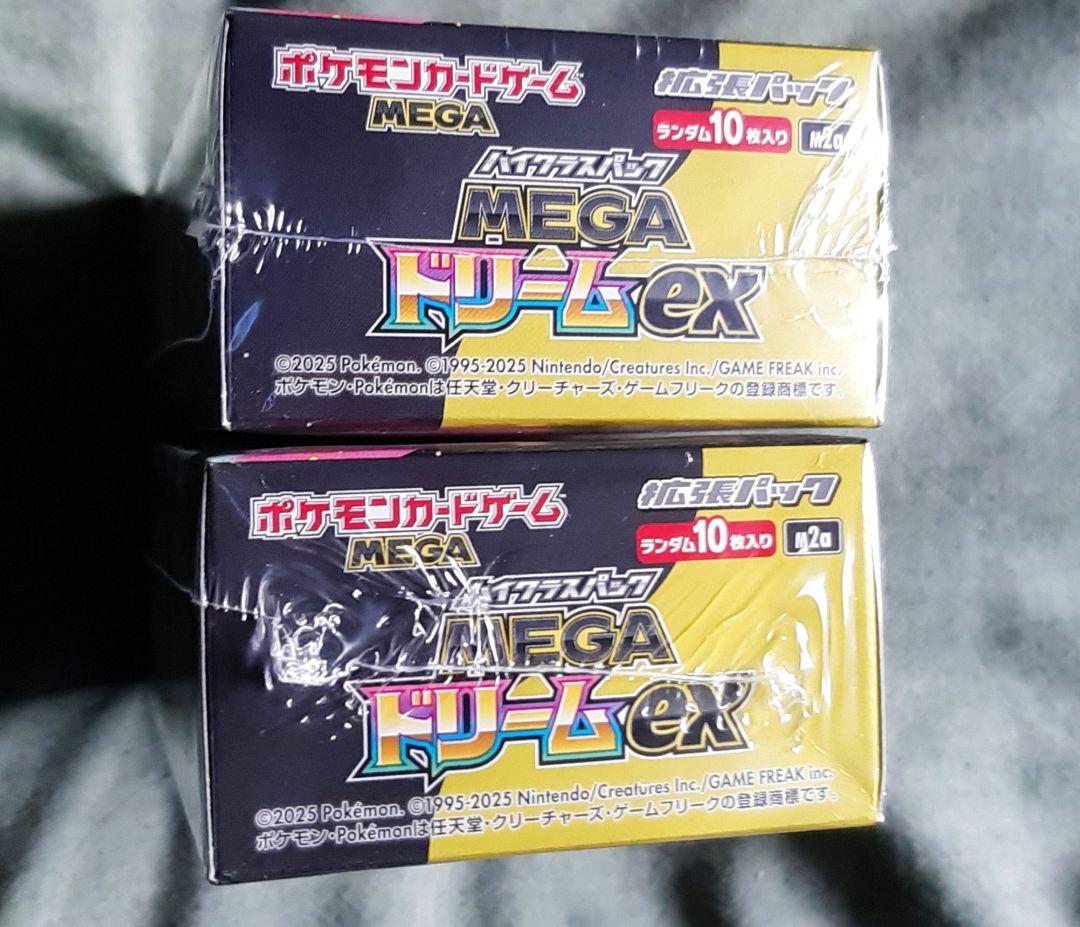 ポケモンカードゲーム
MEGA
拡張パック
ランダム10枚入り M2a
ハイクラスパック
MEGA
ドリームex
©2025 Pokémon. ©1995-2025 Nintendo/Creatures Inc./GAME FREAK inc.
ポケモン・Pokémonは任天堂・クリーチャーズ・ゲームフリークの登録商標です。
ポケモンカードゲーム
MEGA
拡張パック
ランダム10枚入り M2a
ハイクラスパック
MEGA
ドリームex
©2025 Pokémon. ©1995-2025 Nintendo/Creatures Inc./GAME FREAK inc.
ポケモン・Pokémonは任天堂・クリーチャーズ・ゲームフリークの登録商標です。